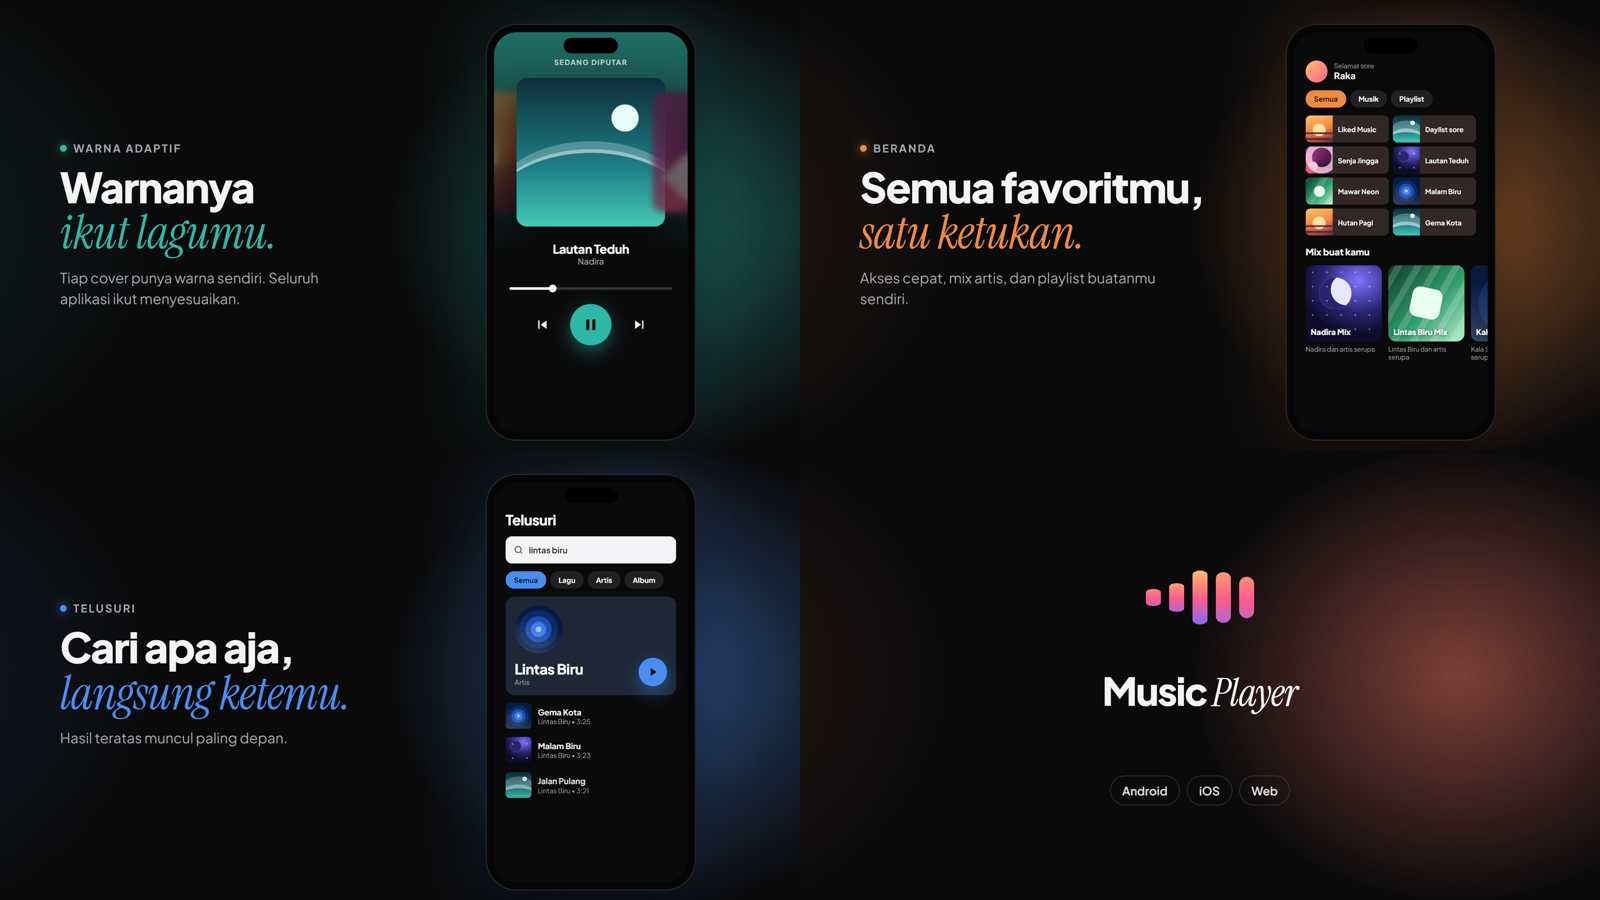 WARNA ADAPTIF
Warnanya
ikut lagumu.
Tiap cover punya warna sendiri. Seluruh
aplikasi ikut menyesuaikan.
SEDANG DIPUTAR
Lautan Teduh
Nadira
BERANDA
Semua favoritmu,
satu ketukan.
Akses cepat, mix artis, dan playlist buatanmu
sendiri.
Selamat sore
Raka
Semua
Musik
Playlist
Liked Music
Daylist sore
Senja Jingga
Lautan Teduh
Mawar Neon
Malam Biru
Hutan Pagi
Gema Kota
Mix buat kamu
Nadira Mix
Lintas Biru Mix
Kal
Nadira dan artis serupa
Lintas Biru dan artis
serupa
Kala S
serup
TELUSURI
Cari apa aja,
langsung ketemu.
Hasil teratas muncul paling depan.
Telusuri
lintas biru
Semua
Lagu
Artis
Album
Lintas Biru
Artis
Gema Kota
Lintas Biru • 3:25
Malam Biru
Lintas Biru • 3:23
Jalan Pulang
Lintas Biru • 3:21
Music Player
Android
iOS
Web